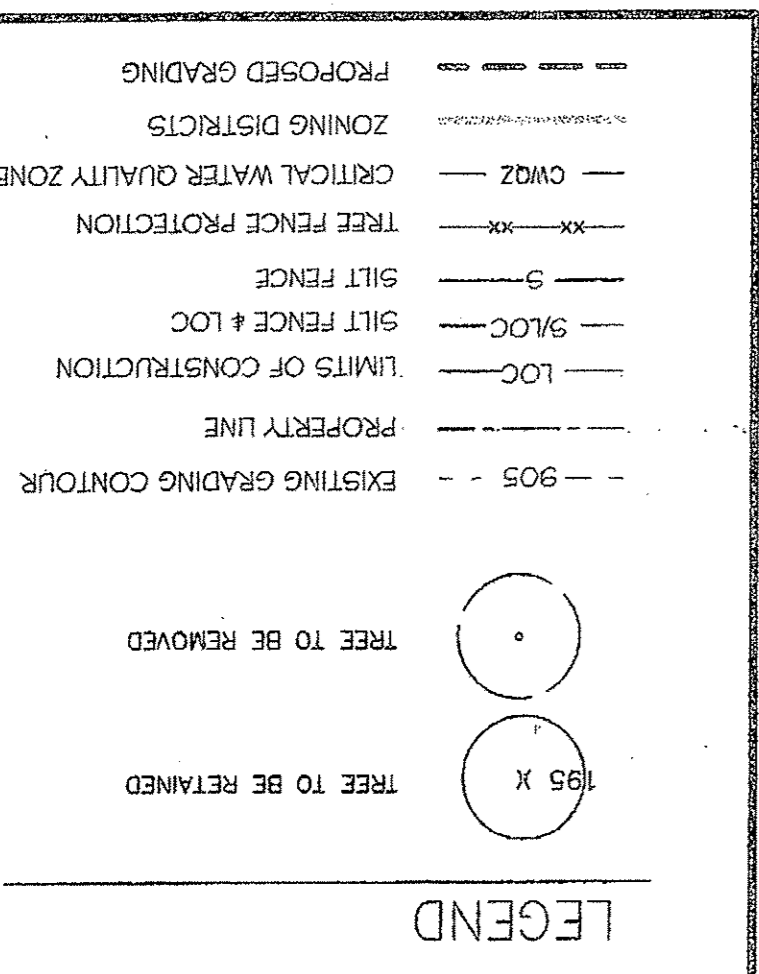 LEGEND
195 X TREE TO BE RETAINED
TREE TO BE REMOVED
905 EXISTING GRADING CONTOUR
PROPERTY LINE
LOC LIMITS OF CONSTRUCTION
S/LOC SILT FENCE & LOC
S SILT FENCE
XX XX TREE FENCE PROTECTION
CWQZ CRITICAL WATER QUALITY ZONE
ZONING DISTRICTS
PROPOSED GRADING